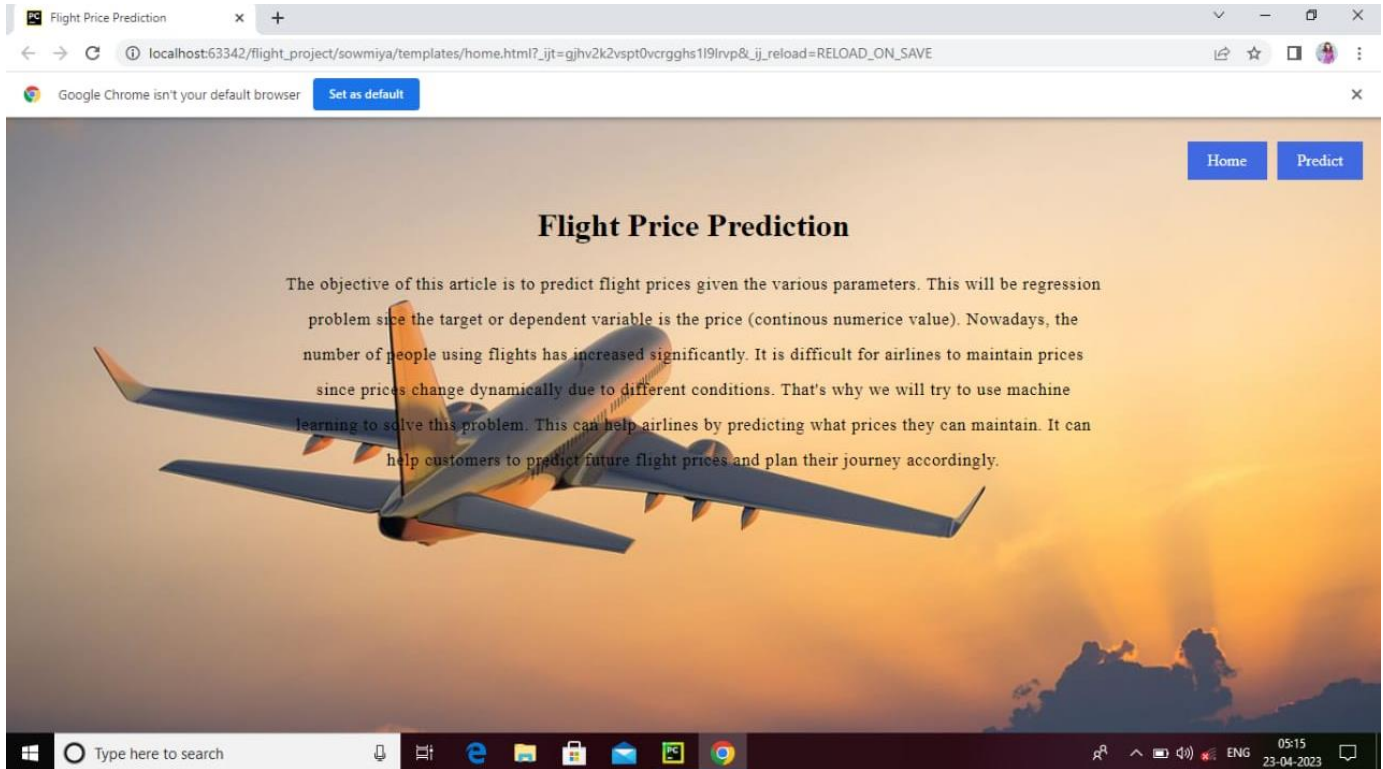 Flight Price Prediction
localhost:63342/flight_project/sowmiya/templates/home.html?_ijt=gjhv2k2vspt0vcrgghs1l9lrvp&_ij_reload=RELOAD_ON_SAVE
Google Chrome isn't your default browser Set as default
Home Predict
Flight Price Prediction
The objective of this article is to predict flight prices given the various parameters. This will be regression
problem sice the target or dependent variable is the price (continous numerice value). Nowadays, the
number of people using flights has increased significantly. It is difficult for airlines to maintain prices
since prices change dynamically due to different conditions. That's why we will try to use machine
learning to solve this problem. This can help airlines by predicting what prices they can maintain. It can
help customers to predict future flight prices and plan their journey accordingly.
Type here to search
ENG
05:15
23-04-2023